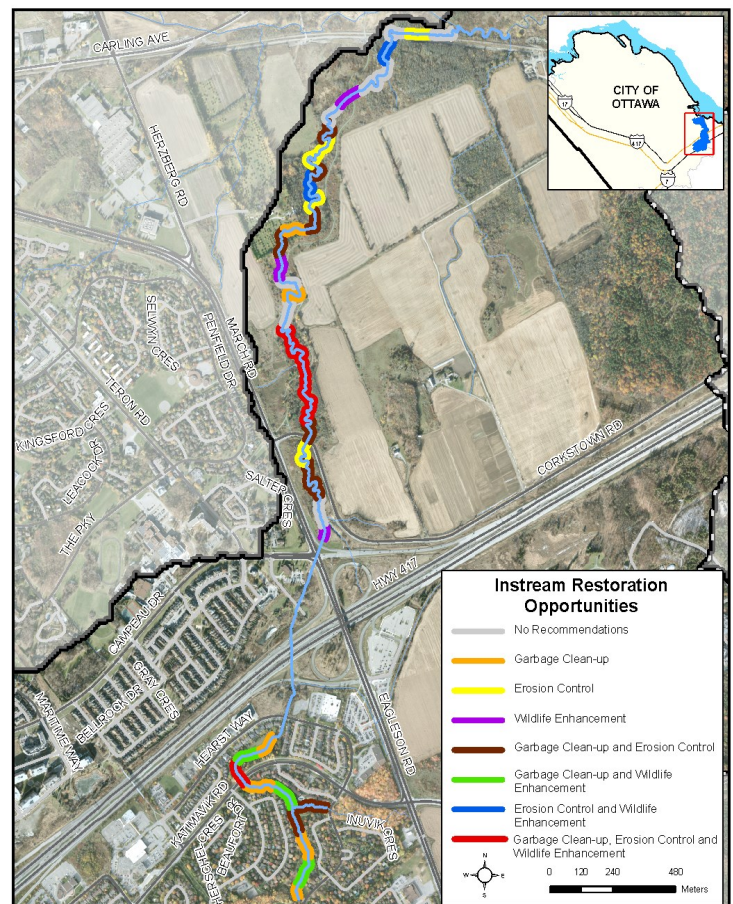 CARLING AVE
HERZBERG RD
CITY OF
OTTAWA
17
417
7
SELWYN CRES
PENFIELD DR
MARCH RD
TERON RD
KINGSFORD CRES
LEACOCK DR
THE PKY
SALTER CRES
CORKSTOWN RD
HWY 417
CAMPEAU DR
GRAY CRES
BELLROCK DR
MARITIME WAY
HEARST WAY
EAGLESON RD
KATIMAVIK RD
HERSCHEL CRES
BEAUFORT DR
INUVIK CRES
Instream Restoration
Opportunities
No Recommendations
Garbage Clean-up
Erosion Control
Wildlife Enhancement
Garbage Clean-up and Erosion Control
Garbage Clean-up and Wildlife
Enhancement
Erosion Control and Wildlife
Enhancement
Garbage Clean-up, Erosion Control and
Wildlife Enhancement
N
W E
S
0 120 240 480
Meters